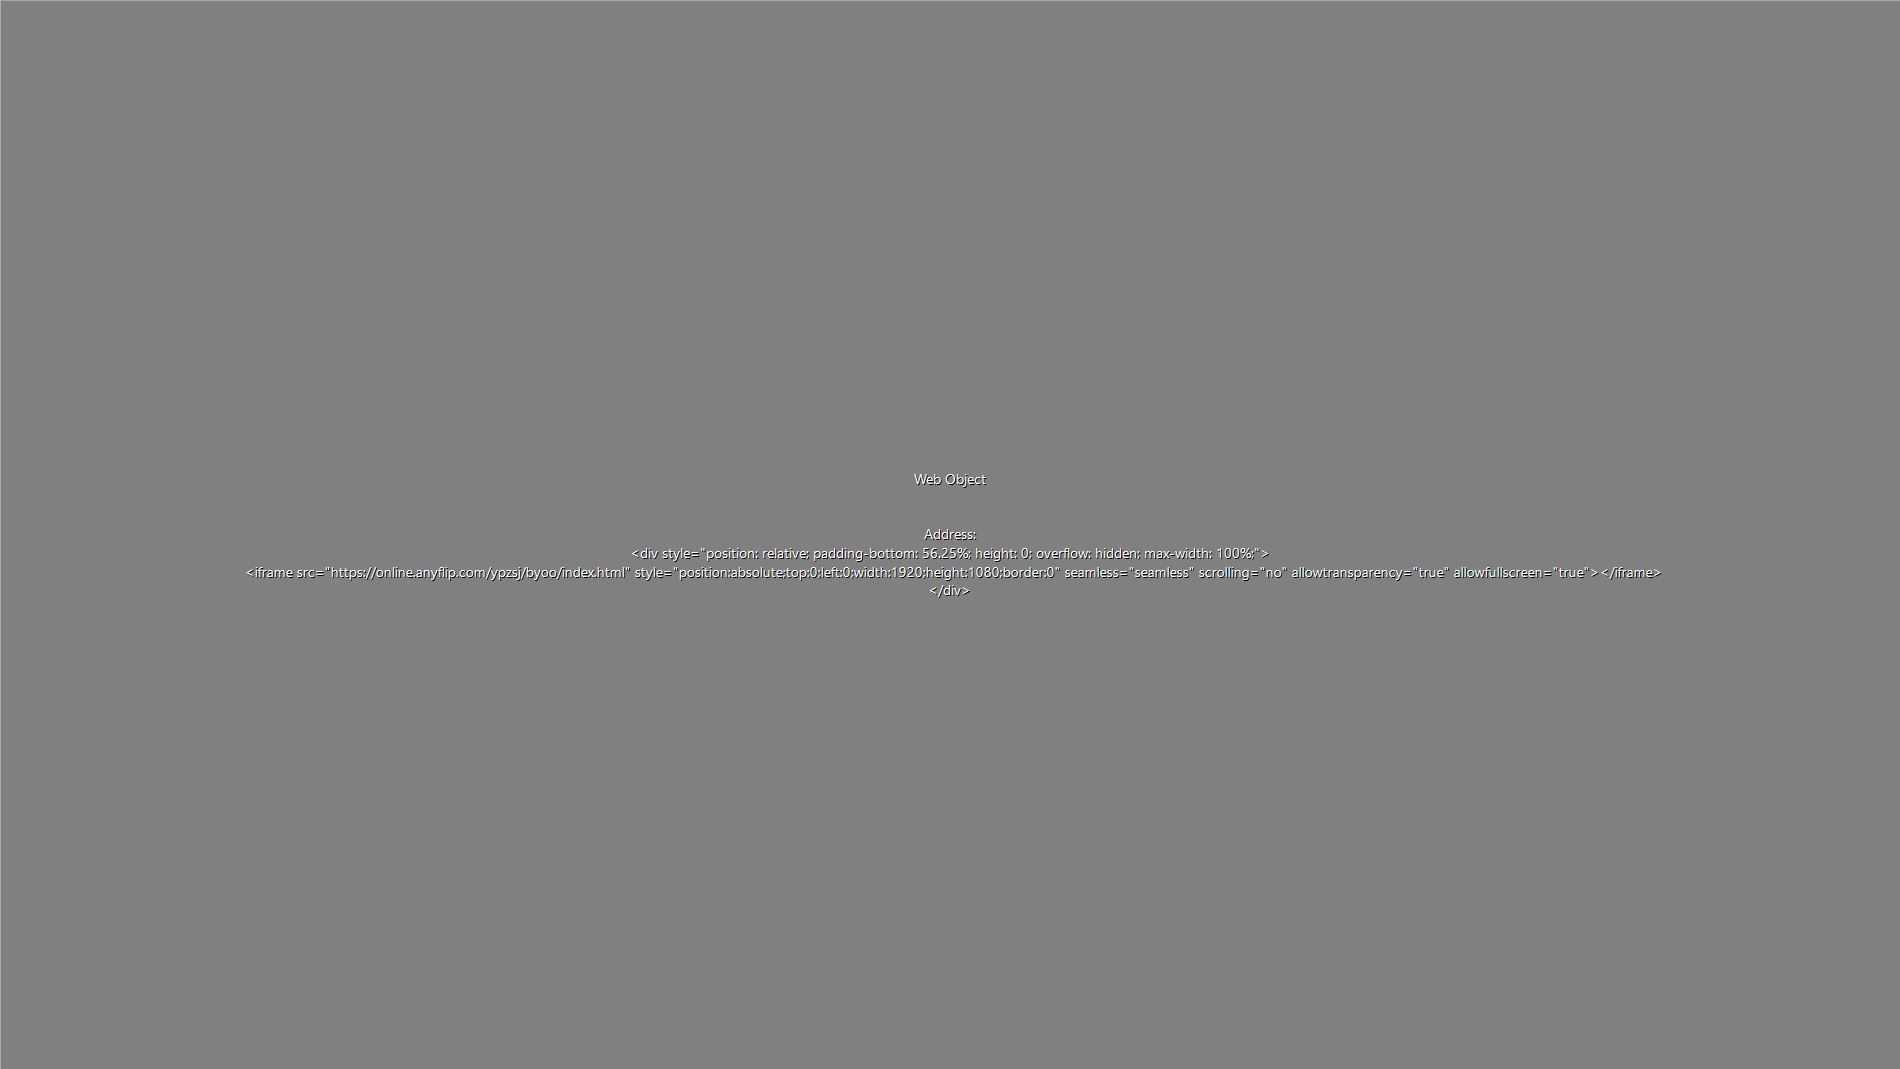 Web Object
Address:
<div style="position: relative; padding-bottom: 56.25%; height: 0; overflow: hidden; max-width: 100%;">
<iframe src="https://online.anyflip.com/ypzsj/byoo/index.html" style="position:absolute;top:0;left:0;width:1920;height:1080;border:0" seamless="seamless" scrolling="no" allowtransparency="true" allowfullscreen="true"></iframe>
</div>